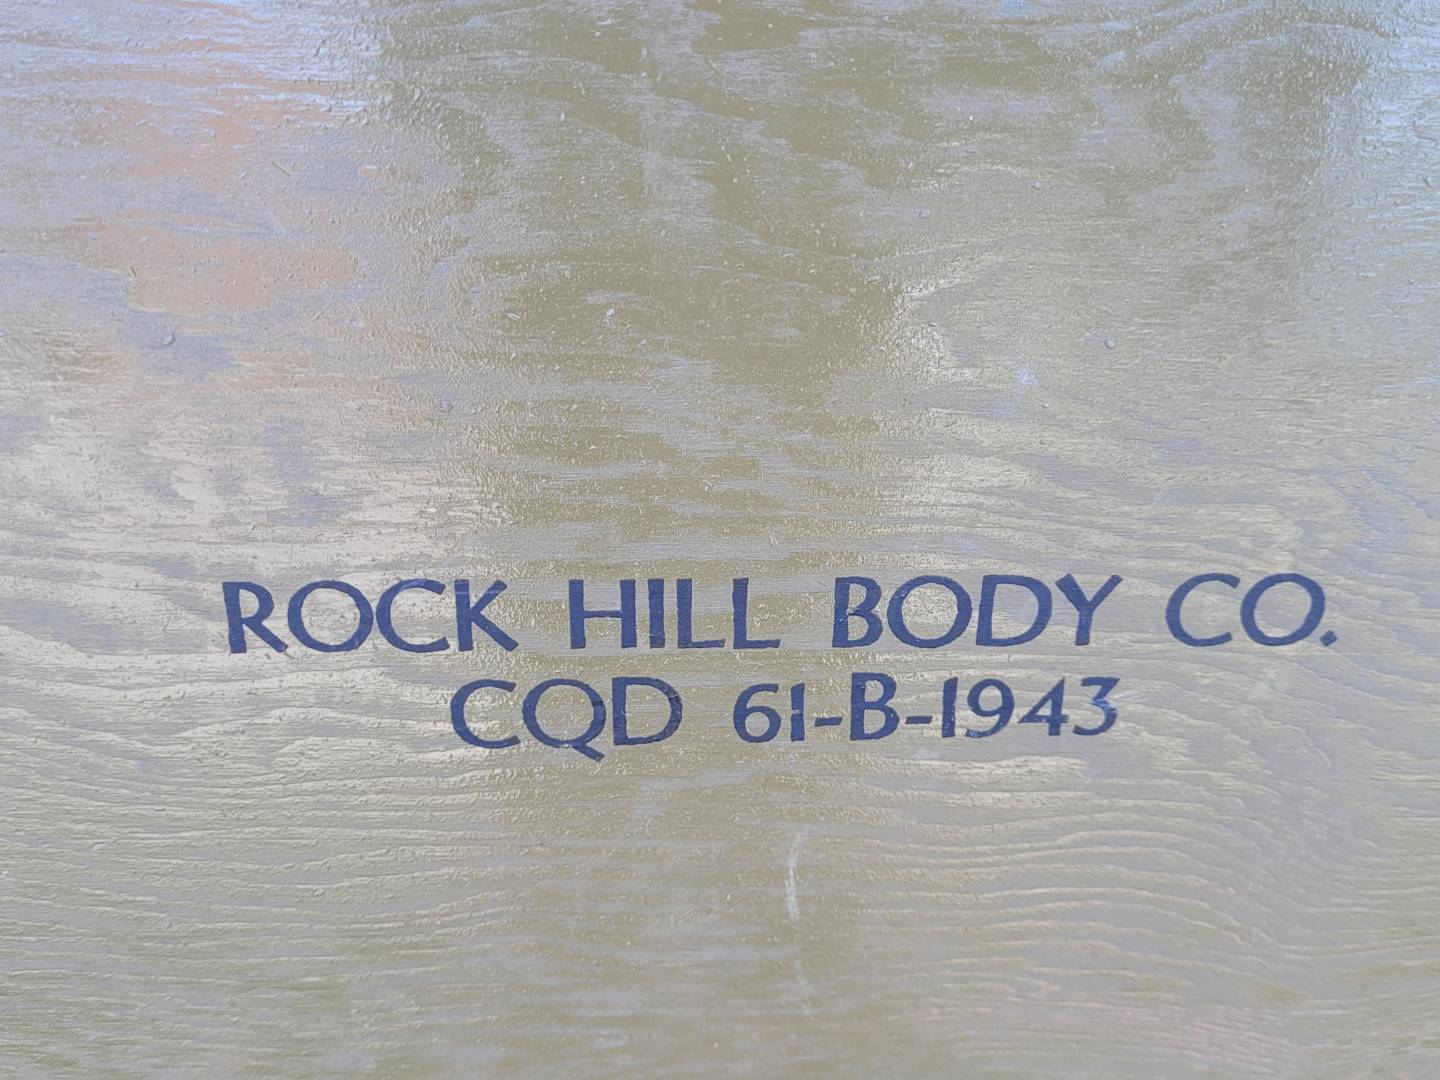 ROCK HILL BODY CO.
CQD 61-B-1943